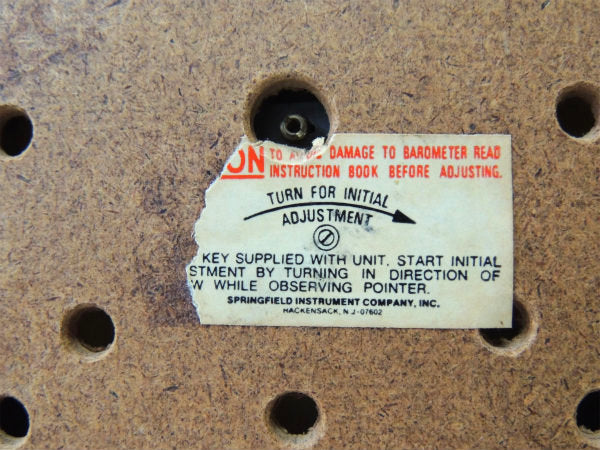 ON TO AVOID DAMAGE TO BAROMETER READ
INSTRUCTION BOOK BEFORE ADJUSTING.
TURN FOR INITIAL
ADJUSTMENT
KEY SUPPLIED WITH UNIT. START INITIAL
STMENT BY TURNING IN DIRECTION OF
W WHILE OBSERVING POINTER.
SPRINGFIELD INSTRUMENT COMPANY, INC.
HACKENSACK, N.J.-07602